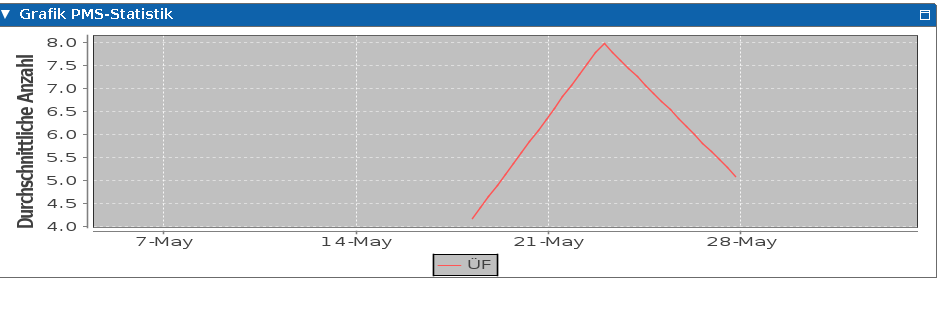 ▼ Grafik PMS-Statistik
Durchschnittliche Anzahl
8.0
7.5
7.0
6.5
6.0
5.5
5.0
4.5
4.0
7-May 14-May 21-May 28-May
ÜF